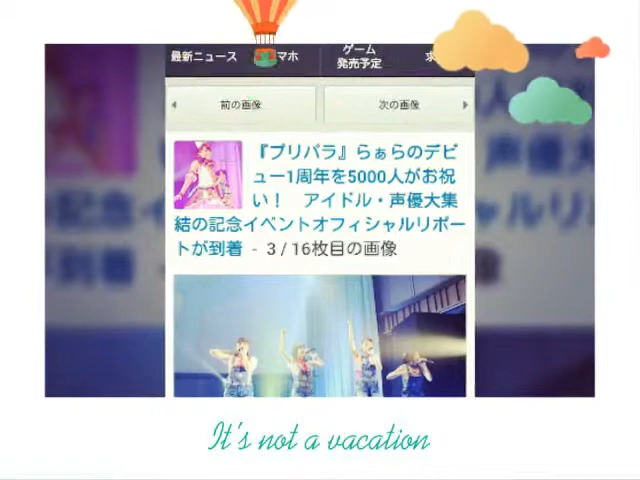 最新ニュース
マホ
ゲーム
発売予定
求
前の画像
次の画像
『プリパラ』らぁらのデビ
ュー1周年を5000人がお祝
い！ アイドル・声優大集
結の記念イベントオフィシャルリポー
トが到着 - 3 / 16枚目の画像
It's not a vacation